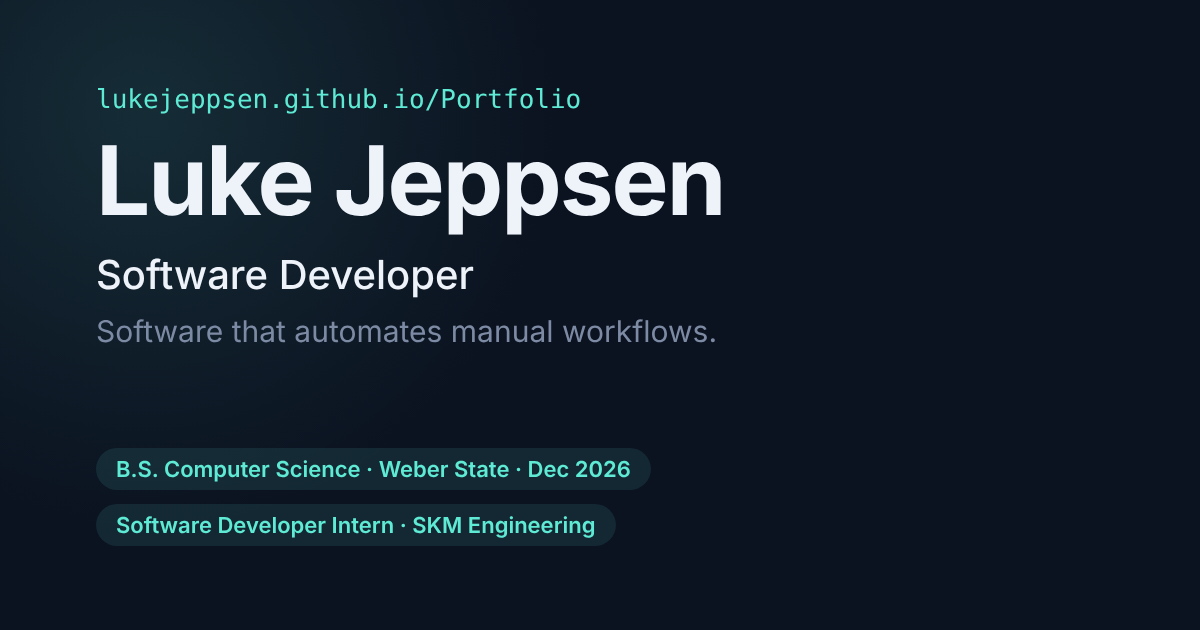 lukejeppsen.github.io/Portfolio
Luke Jeppsen
Software Developer
Software that automates manual workflows.
B.S. Computer Science · Weber State · Dec 2026
Software Developer Intern · SKM Engineering